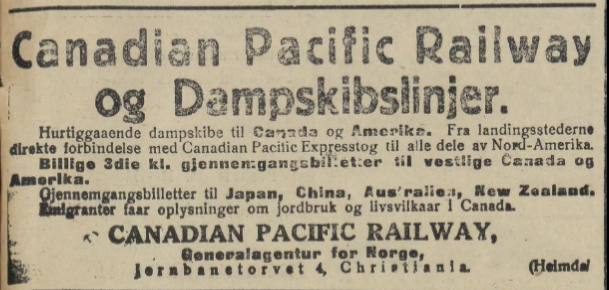 Canadian Pacific Railway
og Dampskibslinjer.
Hurtiggaaende dampskibe til Canada og Amerika. Fra landingsstederne
direkte forbindelse med Canadian Pacific Expresstog til alle dele av Nord-Amerika.
Billige 3die kl. gjennemgangsbilletter til vestlige Canada og
Amerika.
Gjennemgangsbilletter til Japan, China, Australien, New Zealand.
Emigranter faar oplysninger om jordbruk og livsvilkaar i Canada.
CANADIAN PACIFIC RAILWAY,
Generalagentur for Norge,
Jernbanetorvet 4, Christiania.
(Heimdal